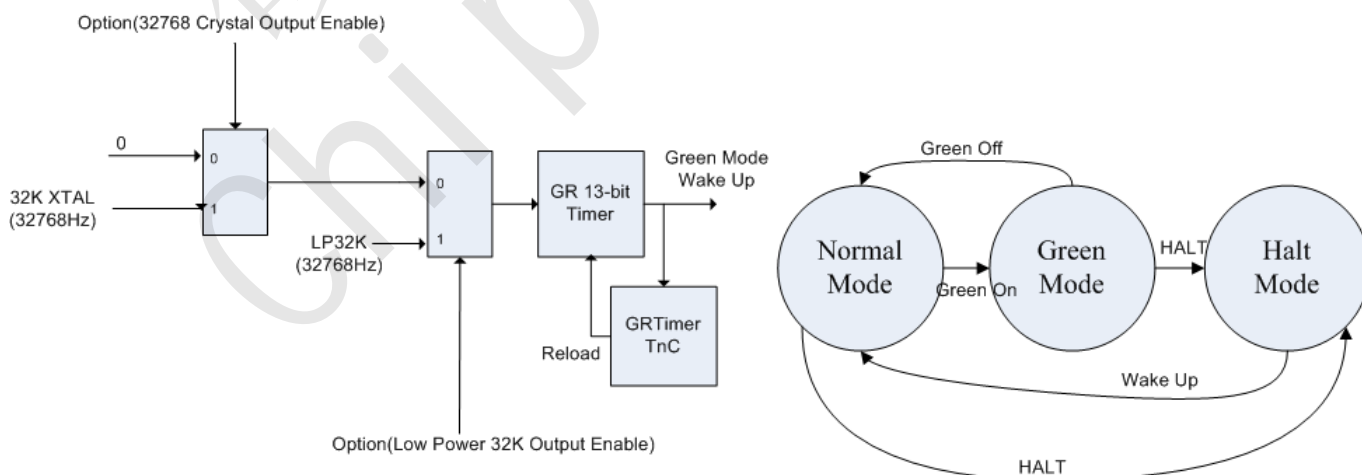 Chip
Option(32768 Crystal Output Enable)
0
0
32K XTAL
(32768Hz)
1
0
1
LP32K
(32768Hz)
GR 13-bit
Timer
Green Mode
Wake Up
GRTimer
TnC
Reload
Option(Low Power 32K Output Enable)
Green Off
Normal
Mode
Green On
Green
Mode
HALT
Halt
Mode
Wake Up
HALT